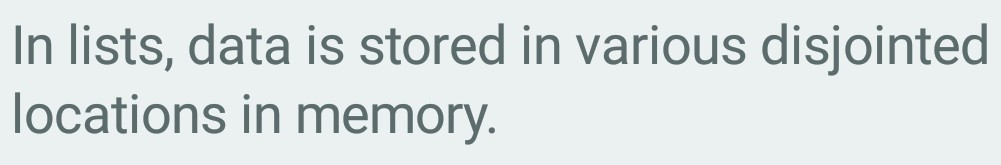 In lists, data is stored in various disjointed
locations in memory.